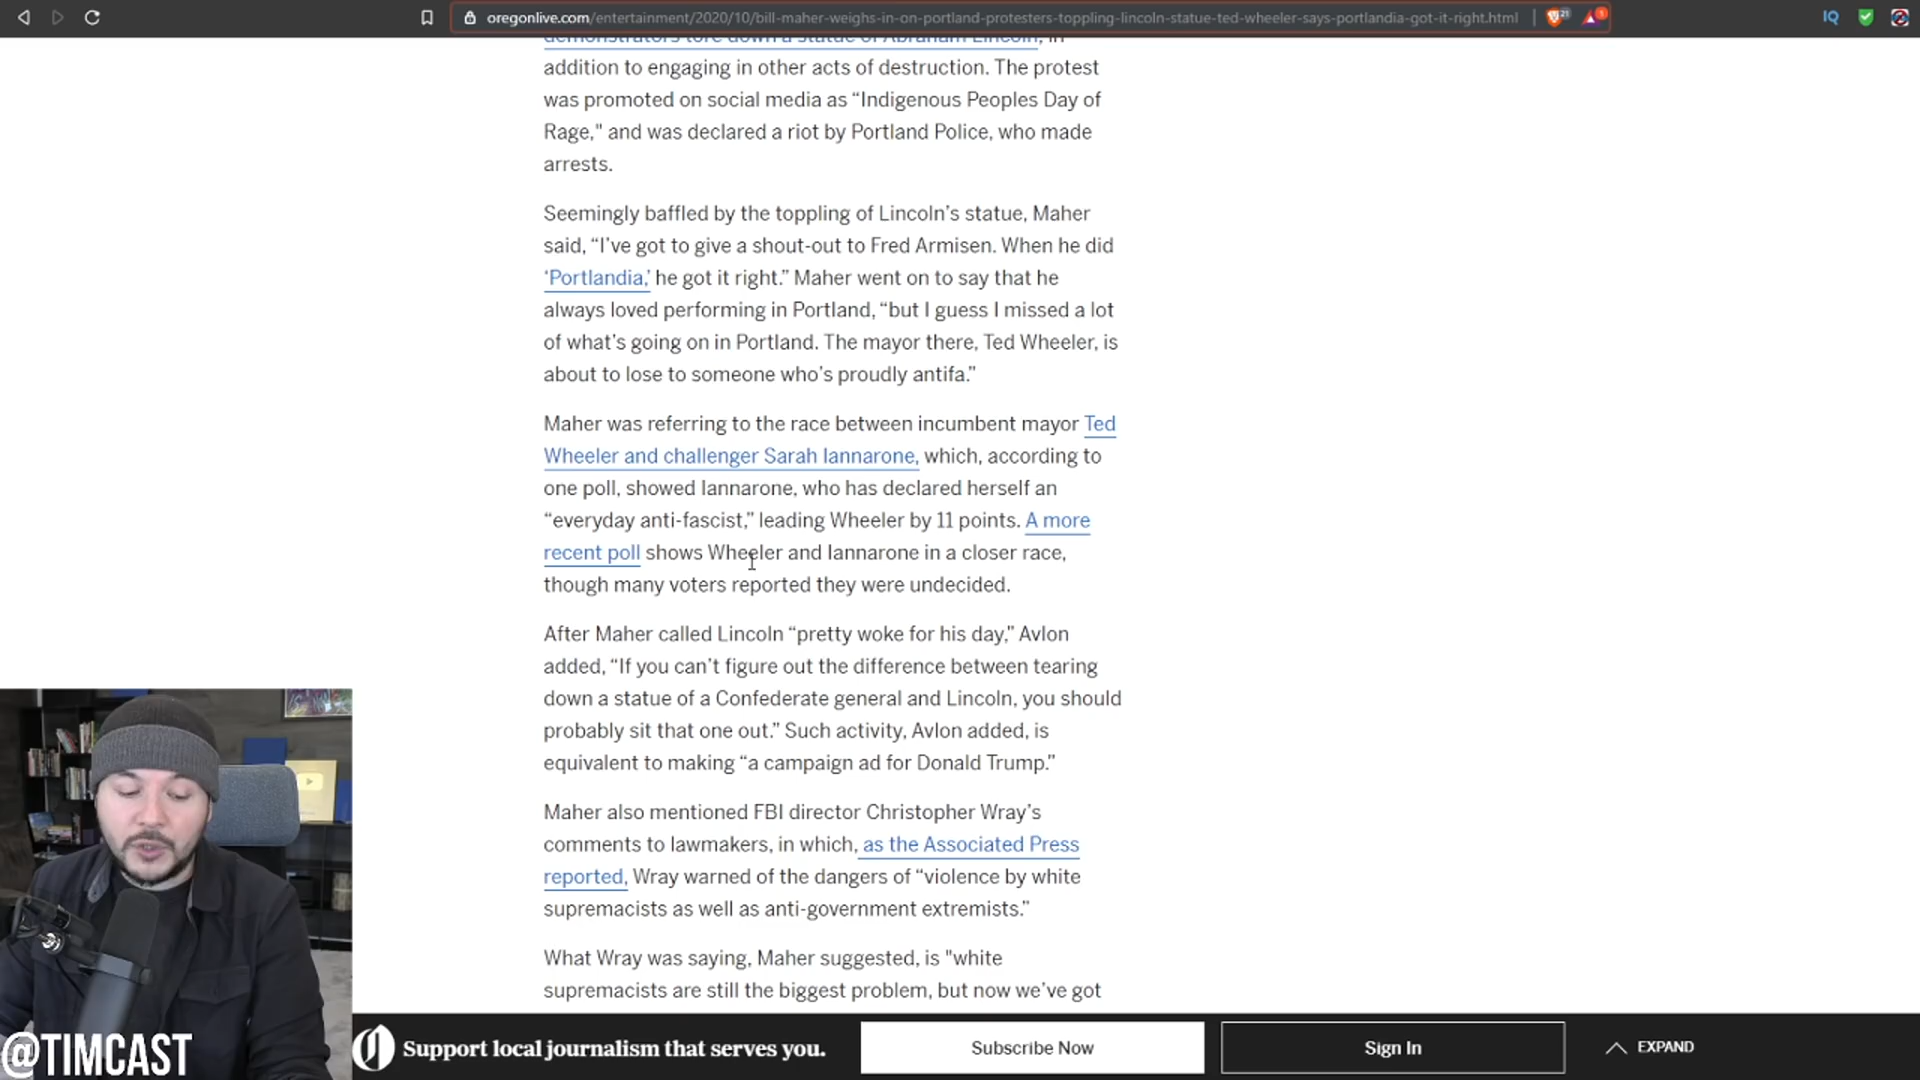 oregonlive.com/entertainment/2020/10/bill-maher-weighs-in-on-portland-protesters-toppling-lincoln-statue-ted-wheeler-says-portlandia-got-it-right.html
IQ
demonstrators tore down a statue of Abraham Lincoln, in
addition to engaging in other acts of destruction. The protest
was promoted on social media as “Indigenous Peoples Day of
Rage," and was declared a riot by Portland Police, who made
arrests.
Seemingly baffled by the toppling of Lincoln’s statue, Maher
said, “I’ve got to give a shout-out to Fred Armisen. When he did
‘Portlandia,’ he got it right.” Maher went on to say that he
always loved performing in Portland, “but I guess I missed a lot
of what’s going on in Portland. The mayor there, Ted Wheeler, is
about to lose to someone who’s proudly antifa.”
Maher was referring to the race between incumbent mayor Ted
Wheeler and challenger Sarah Iannarone, which, according to
one poll, showed Iannarone, who has declared herself an
“everyday anti-fascist,” leading Wheeler by 11 points. A more
recent poll shows Wheeler and Iannarone in a closer race,
though many voters reported they were undecided.
After Maher called Lincoln “pretty woke for his day,” Avlon
added, “If you can’t figure out the difference between tearing
down a statue of a Confederate general and Lincoln, you should
probably sit that one out.” Such activity, Avlon added, is
equivalent to making “a campaign ad for Donald Trump.”
Maher also mentioned FBI director Christopher Wray’s
comments to lawmakers, in which, as the Associated Press
reported, Wray warned of the dangers of “violence by white
supremacists as well as anti-government extremists.”
What Wray was saying, Maher suggested, is "white
supremacists are still the biggest problem, but now we’ve got
@TIMCAST
Support local journalism that serves you.
Subscribe Now
Sign In
EXPAND